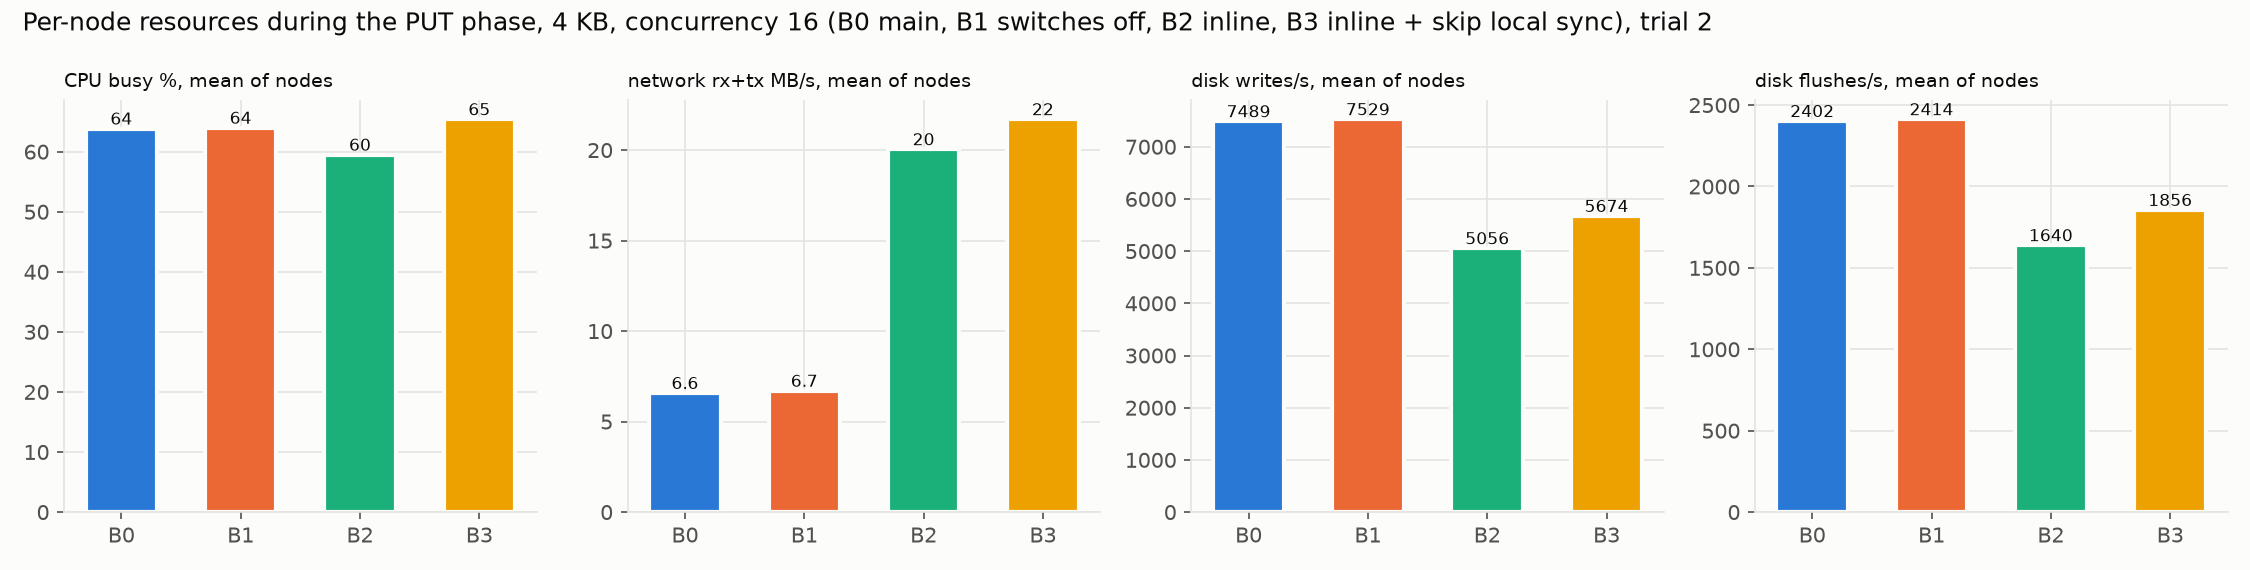 Per-node resources during the PUT phase, 4 KB, concurrency 16 (B0 main, B1 switches off, B2 inline, B3 inline + skip local sync), trial 2
CPU busy %, mean of nodes
64
64
60
65
60
50
40
30
20
10
0
B0
B1
B2
B3
network rx+tx MB/s, mean of nodes
6.6
6.7
20
22
20
15
10
5
0
B0
B1
B2
B3
disk writes/s, mean of nodes
7489
7529
5056
5674
7000
6000
5000
4000
3000
2000
1000
0
B0
B1
B2
B3
disk flushes/s, mean of nodes
2402
2414
1640
1856
2500
2000
1500
1000
500
0
B0
B1
B2
B3